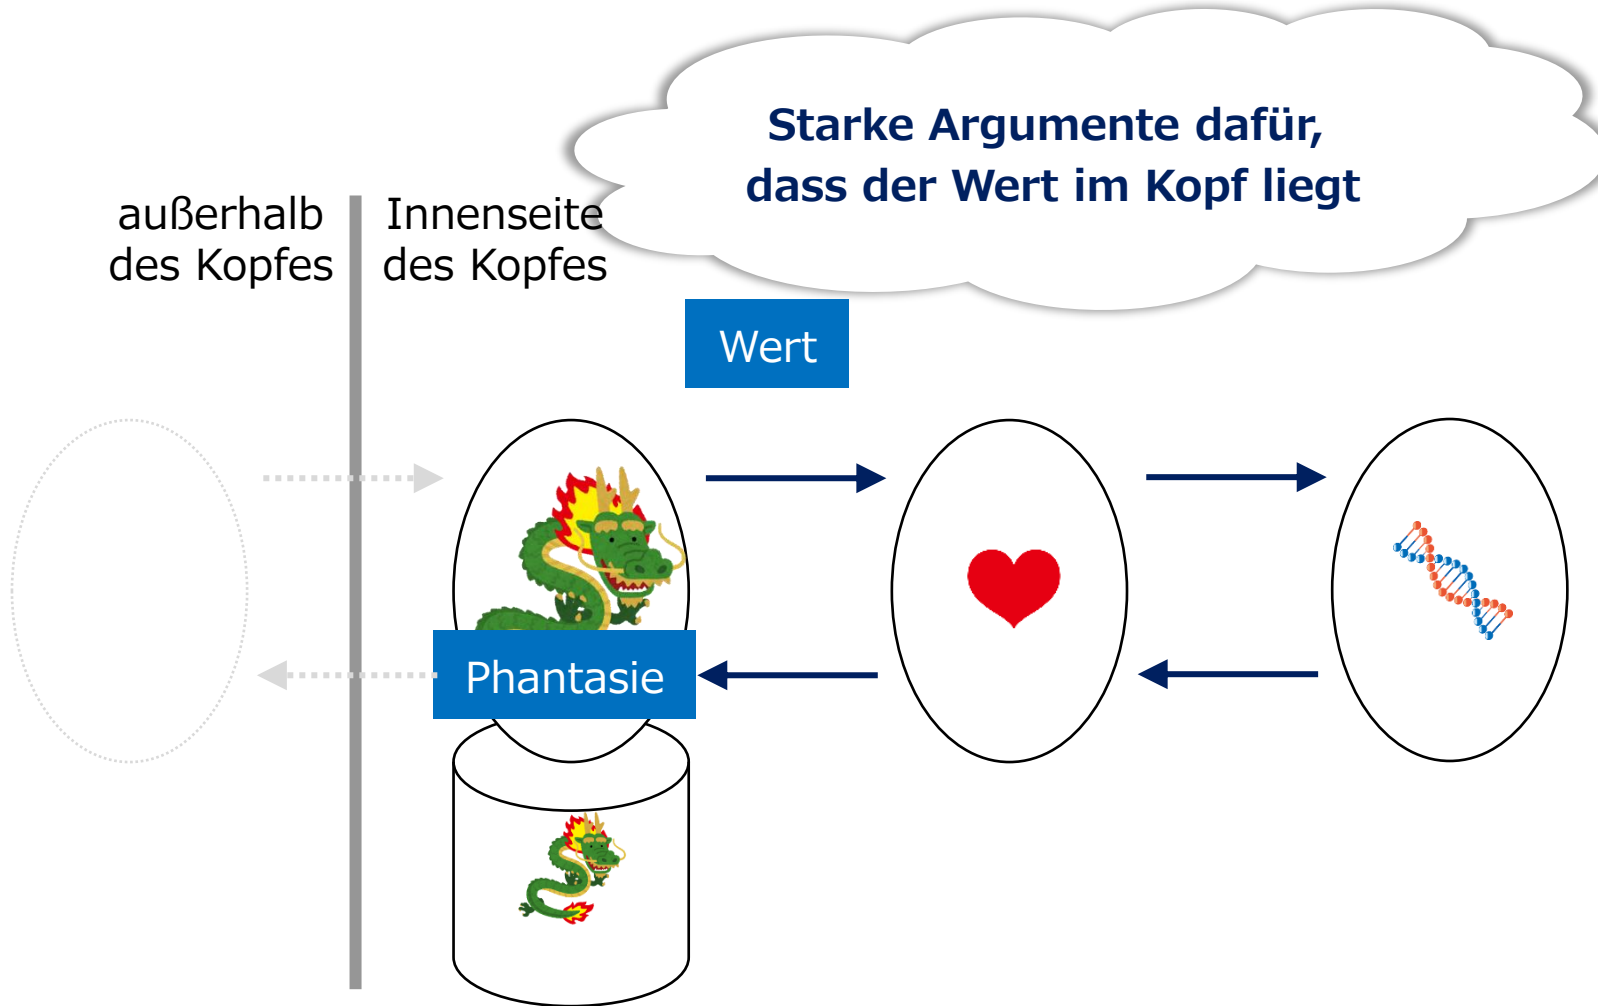 Starke Argumente dafür,
dass der Wert im Kopf liegt
außerhalb
des Kopfes
Innenseite
des Kopfes
Wert
Phantasie